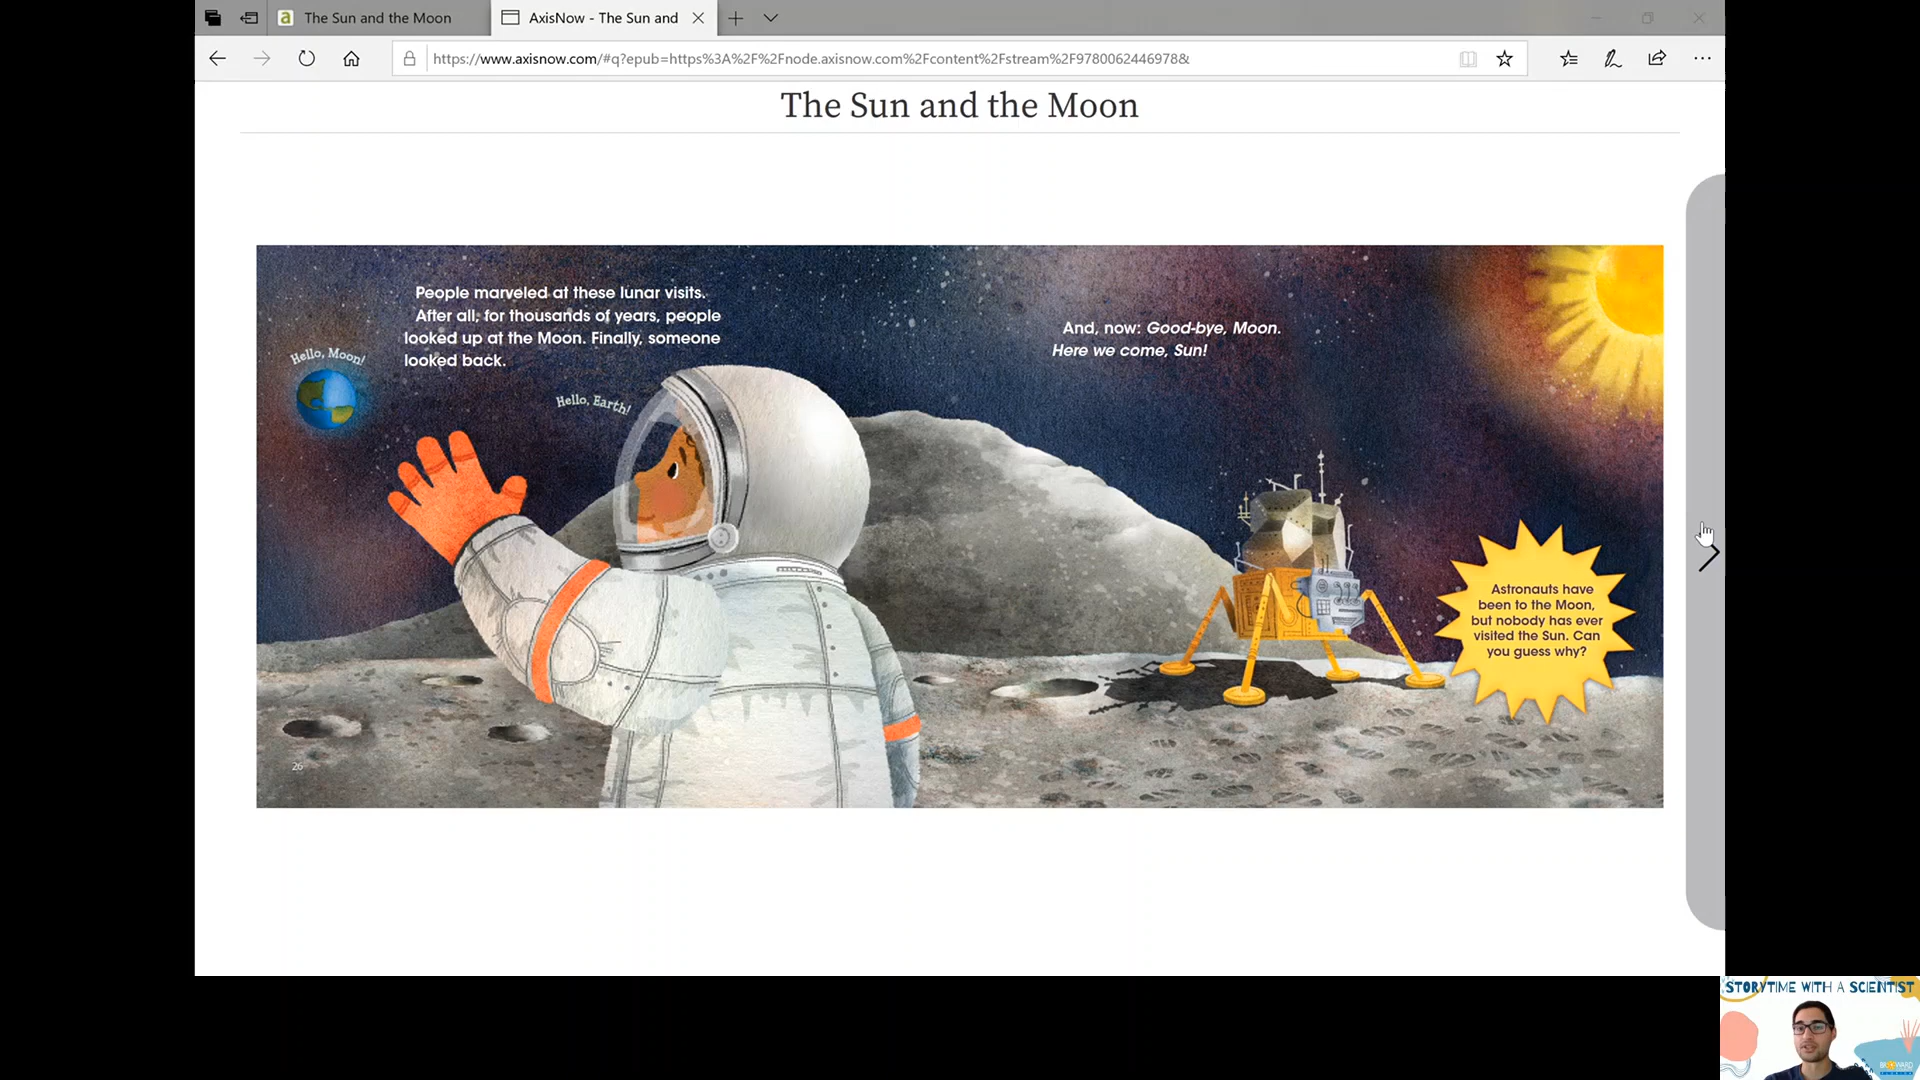 The Sun and the Moon
AxisNow - The Sun and
https://www.axisnow.com/#q?epub=https%3A%2F%2Fnode.axisnow.com%2Fcontent%2Fstream%2F9780062446978&
The Sun and the Moon
People marveled at these lunar visits.
After all, for thousands of years, people
looked up at the Moon. Finally, someone
looked back.
Hello, Moon!
Hello, Earth!
And, now: Good-bye, Moon.
Here we come, Sun!
Astronauts have
been to the Moon,
but nobody has ever
visited the Sun. Can
you guess why?
26
STORYTIME WITH A SCIENTIST